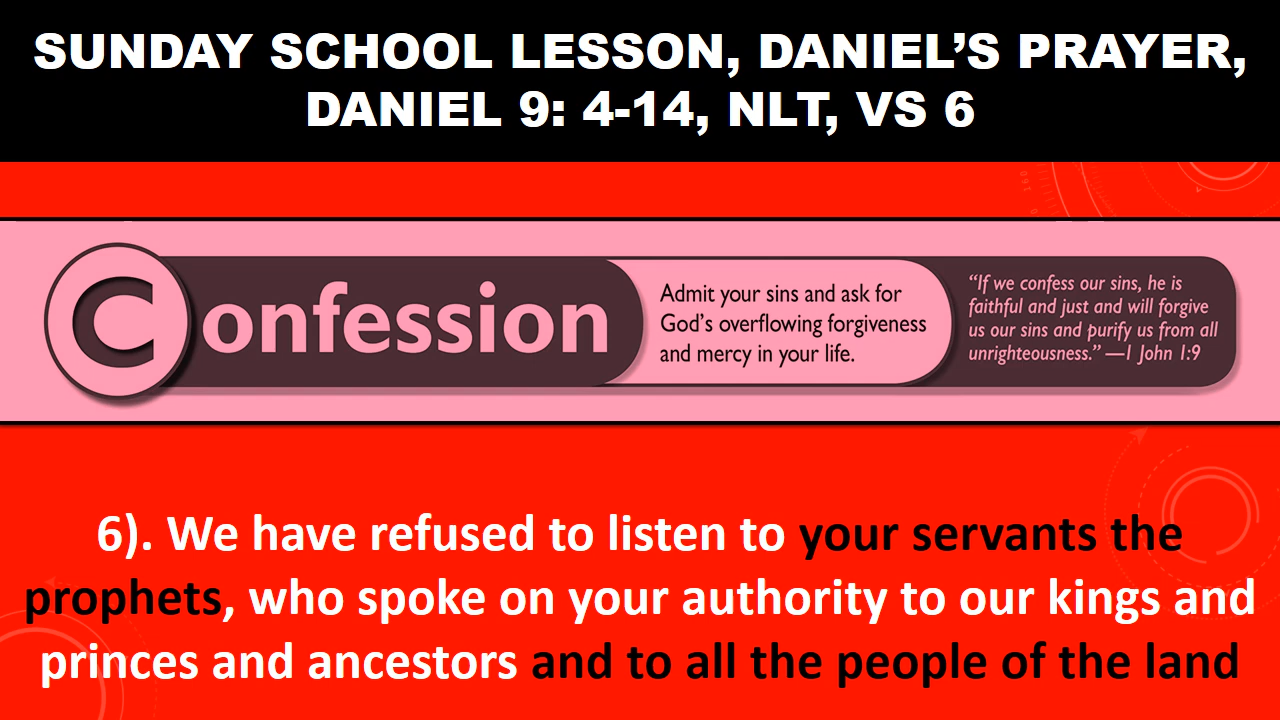 SUNDAY SCHOOL LESSON, DANIEL’S PRAYER,
DANIEL 9: 4-14, NLT, VS 6
Confession
Admit your sins and ask for
God’s overflowing forgiveness
and mercy in your life.
“If we confess our sins, he is
faithful and just and will forgive
us our sins and purify us from all
unrighteousness.” —1 John 1:9
6). We have refused to listen to your servants the
prophets, who spoke on your authority to our kings and
princes and ancestors and to all the people of the land